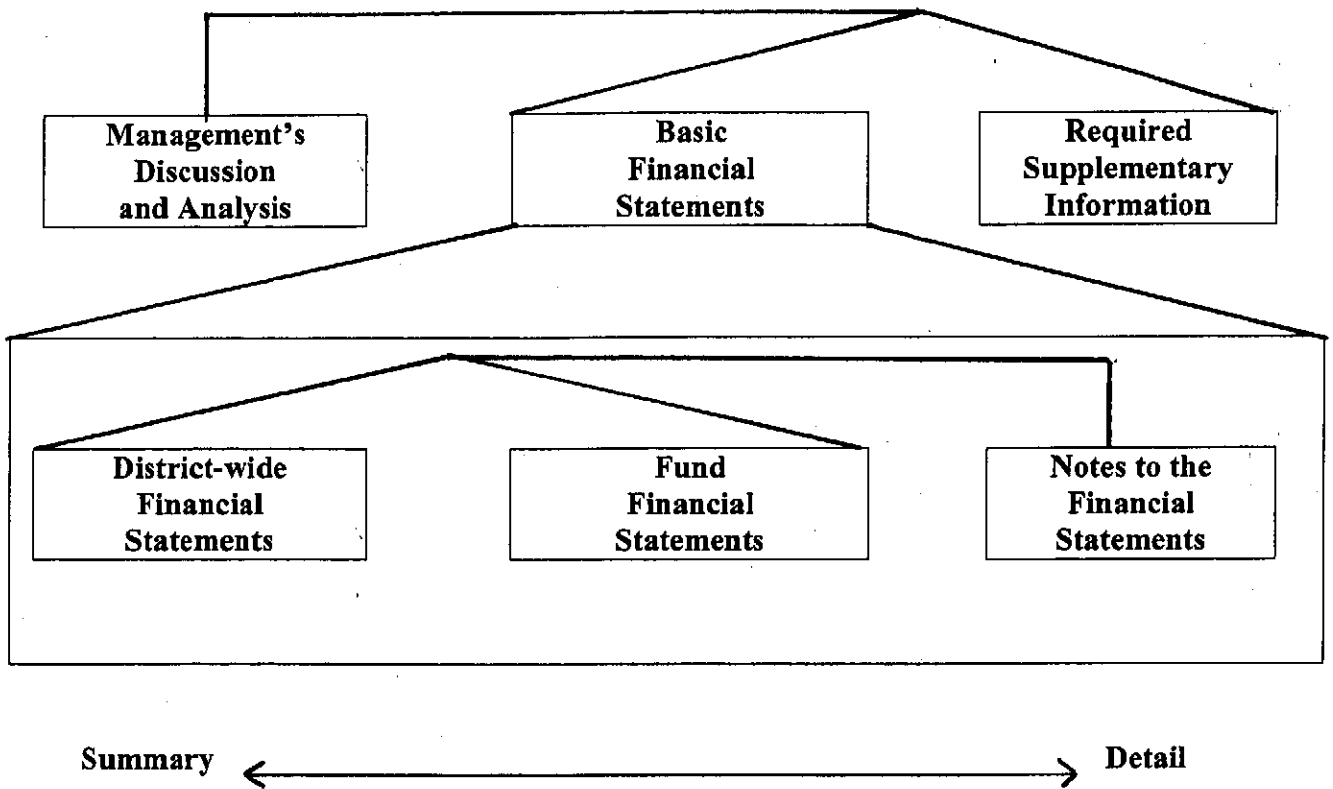 Management's
Discussion
and Analysis
Basic
Financial
Statements
Required
Supplementary
Information
District-wide
Financial
Statements
Fund
Financial
Statements
Notes to the
Financial
Statements
Summary
Detail